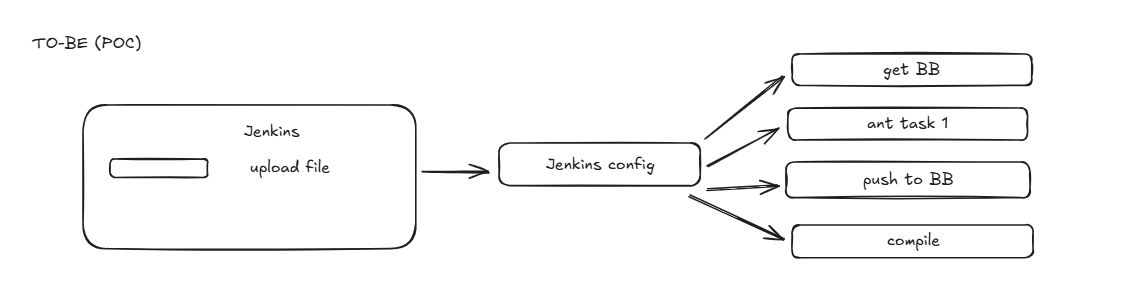 TO-BE (POC)
Jenkins
upload file
Jenkins config
get BB
ant task 1
push to BB
compile